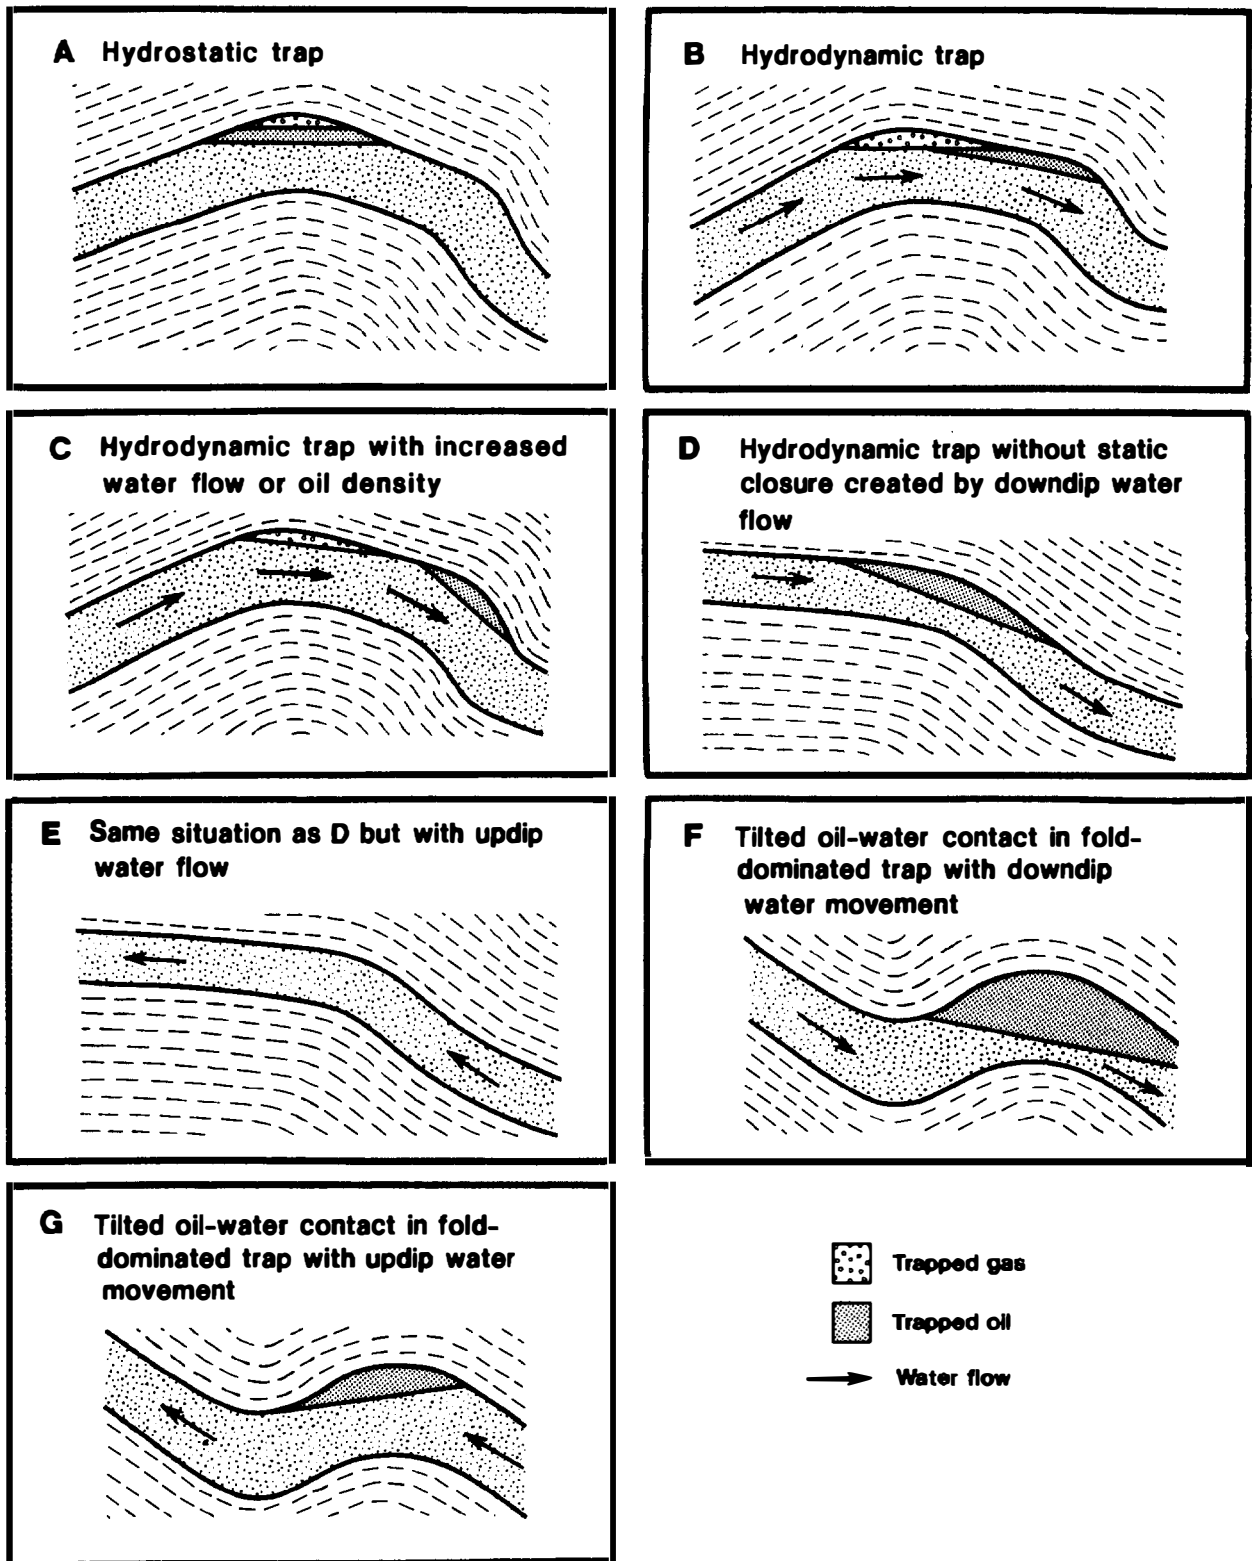 A Hydrostatic trap
B Hydrodynamic trap
C Hydrodynamic trap with increased
water flow or oil density
D Hydrodynamic trap without static
closure created by downdip water
flow
E Same situation as D but with updip
water flow
F Tilted oil-water contact in fold-
dominated trap with downdip
water movement
G Tilted oil-water contact in fold-
dominated trap with updip water
movement
Trapped gas
Trapped oil
Water flow